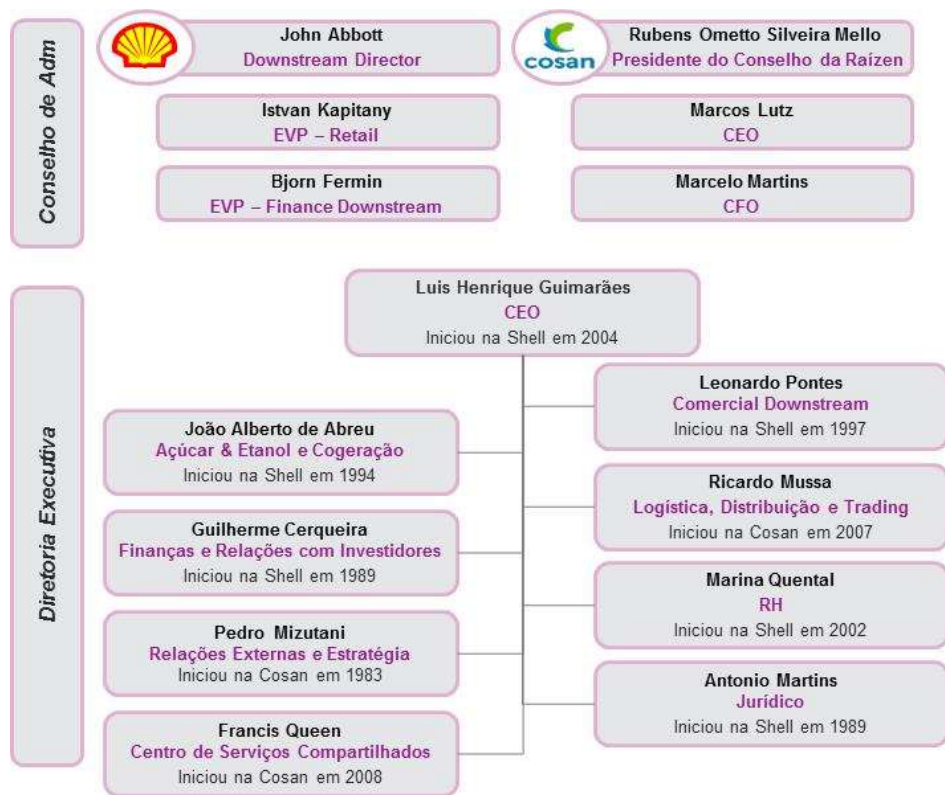 Conselho de Adm
John Abbott
Downstream Director
cosan
Rubens Ometto Silveira Mello
Presidente do Conselho da Raízen
Istvan Kapitany
EVP – Retail
Marcos Lutz
CEO
Bjorn Fermin
EVP – Finance Downstream
Marcelo Martins
CFO
Diretoria Executiva
Luis Henrique Guimarães
CEO
Iniciou na Shell em 2004
Leonardo Pontes
Comercial Downstream
Iniciou na Shell em 1997
João Alberto de Abreu
Açúcar & Etanol e Cogeração
Iniciou na Shell em 1994
Ricardo Mussa
Logística, Distribuição e Trading
Iniciou na Cosan em 2007
Guilherme Cerqueira
Finanças e Relações com Investidores
Iniciou na Shell em 1989
Marina Quental
RH
Iniciou na Shell em 2002
Pedro Mizutani
Relações Externas e Estratégia
Iniciou na Cosan em 1983
Antonio Martins
Jurídico
Iniciou na Shell em 1989
Francis Queen
Centro de Serviços Compartilhados
Iniciou na Cosan em 2008